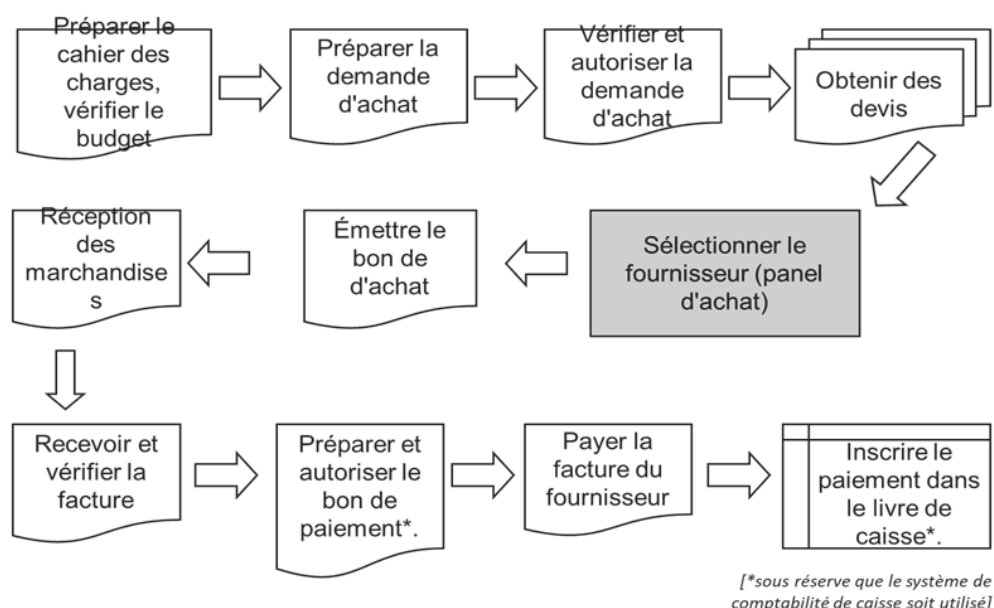 Préparer le
cahier des
charges,
vérifier le
budget
Préparer la
demande
d'achat
Vérifier et
autoriser la
demande
d'achat
Obtenir des
devis
Sélectionner le
fournisseur (panel
d'achat)
Émettre le
bon de
d'achat
Réception
des
marchandise
s
Recevoir et
vérifier la
facture
Préparer et
autoriser le
bon de
paiement*.
Payer la
facture du
fournisseur
Inscrire le
paiement dans
le livre de
caisse*.
[*sous réserve que le système de
comptabilité de caisse soit utilisé]